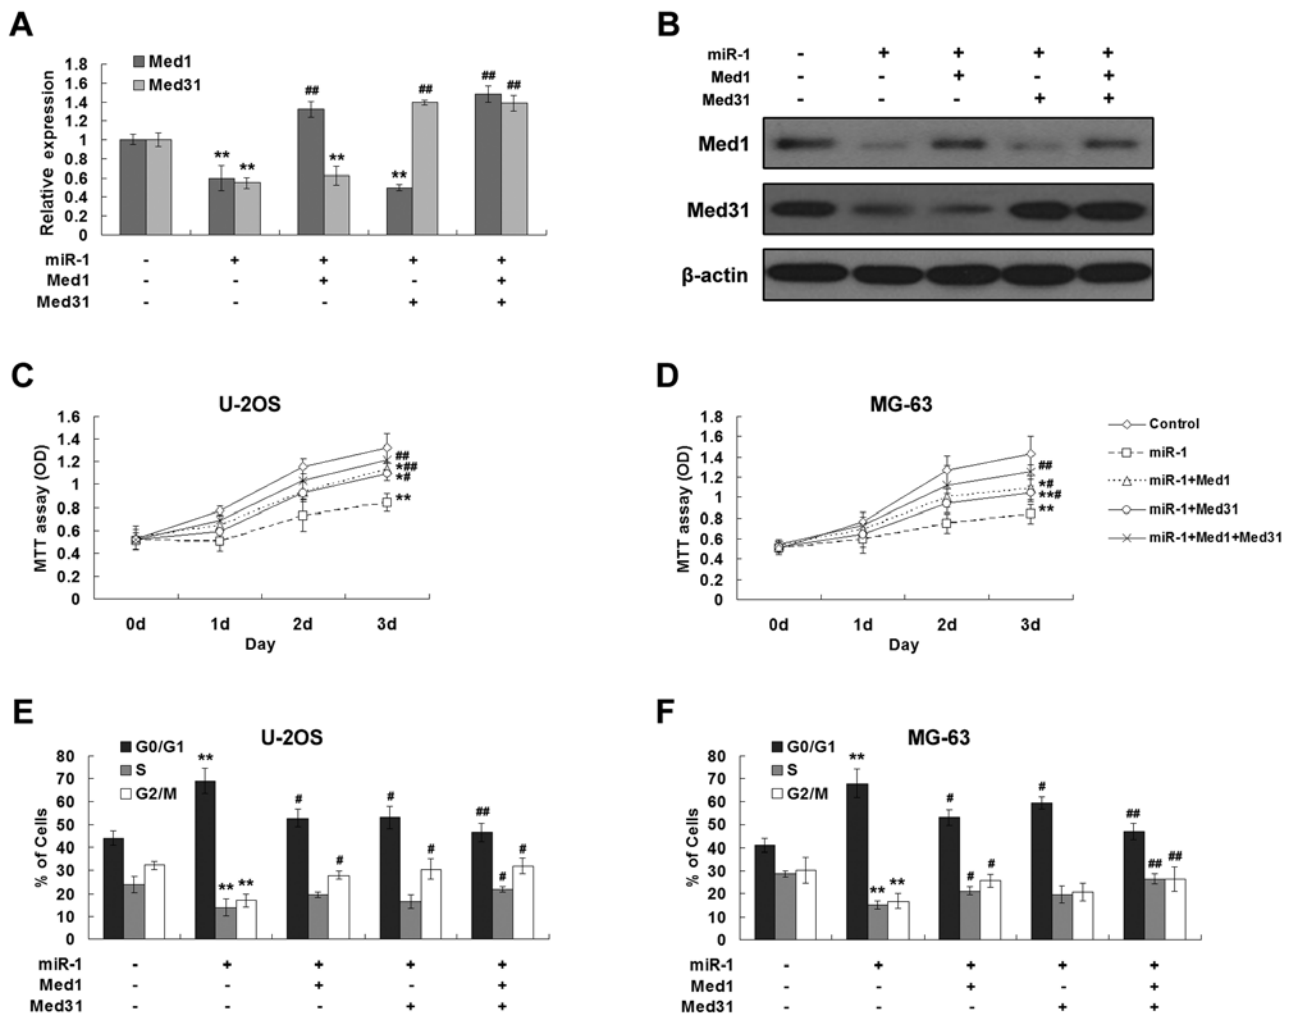 A
Med1
Med31
Relative expression
1.8
1.6
1.4
1.2
1
0.8
0.6
0.4
0.2
0
** ** ## ** ** ## ## ##
miR-1 - + + + +
Med1 - - + - +
Med31 - - - + +
B
miR-1 - + + + +
Med1 - - + - +
Med31 - - - + +
Med1
Med31
β-actin
C
U-2OS
MTT assay (OD)
1.6
1.4
1.2
1
0.8
0.6
0.4
0.2
0
##
*##
*#
**
0d 1d 2d 3d
Day
D
MG-63
MTT assay (OD)
1.8
1.6
1.4
1.2
1
0.8
0.6
0.4
0.2
0
##
*#
**#
**
0d 1d 2d 3d
Day
Control
miR-1
miR-1+Med1
miR-1+Med31
miR-1+Med1+Med31
E
U-2OS
G0/G1
S
G2/M
% of Cells
80
70
60
50
40
30
20
10
0
** ** ** # # # # ## # #
miR-1 - + + + +
Med1 - - + - +
Med31 - - - + +
F
MG-63
G0/G1
S
G2/M
% of Cells
80
70
60
50
40
30
20
10
0
** ** ** # # # # ## ## ##
miR-1 - + + + +
Med1 - - + - +
Med31 - - - + +